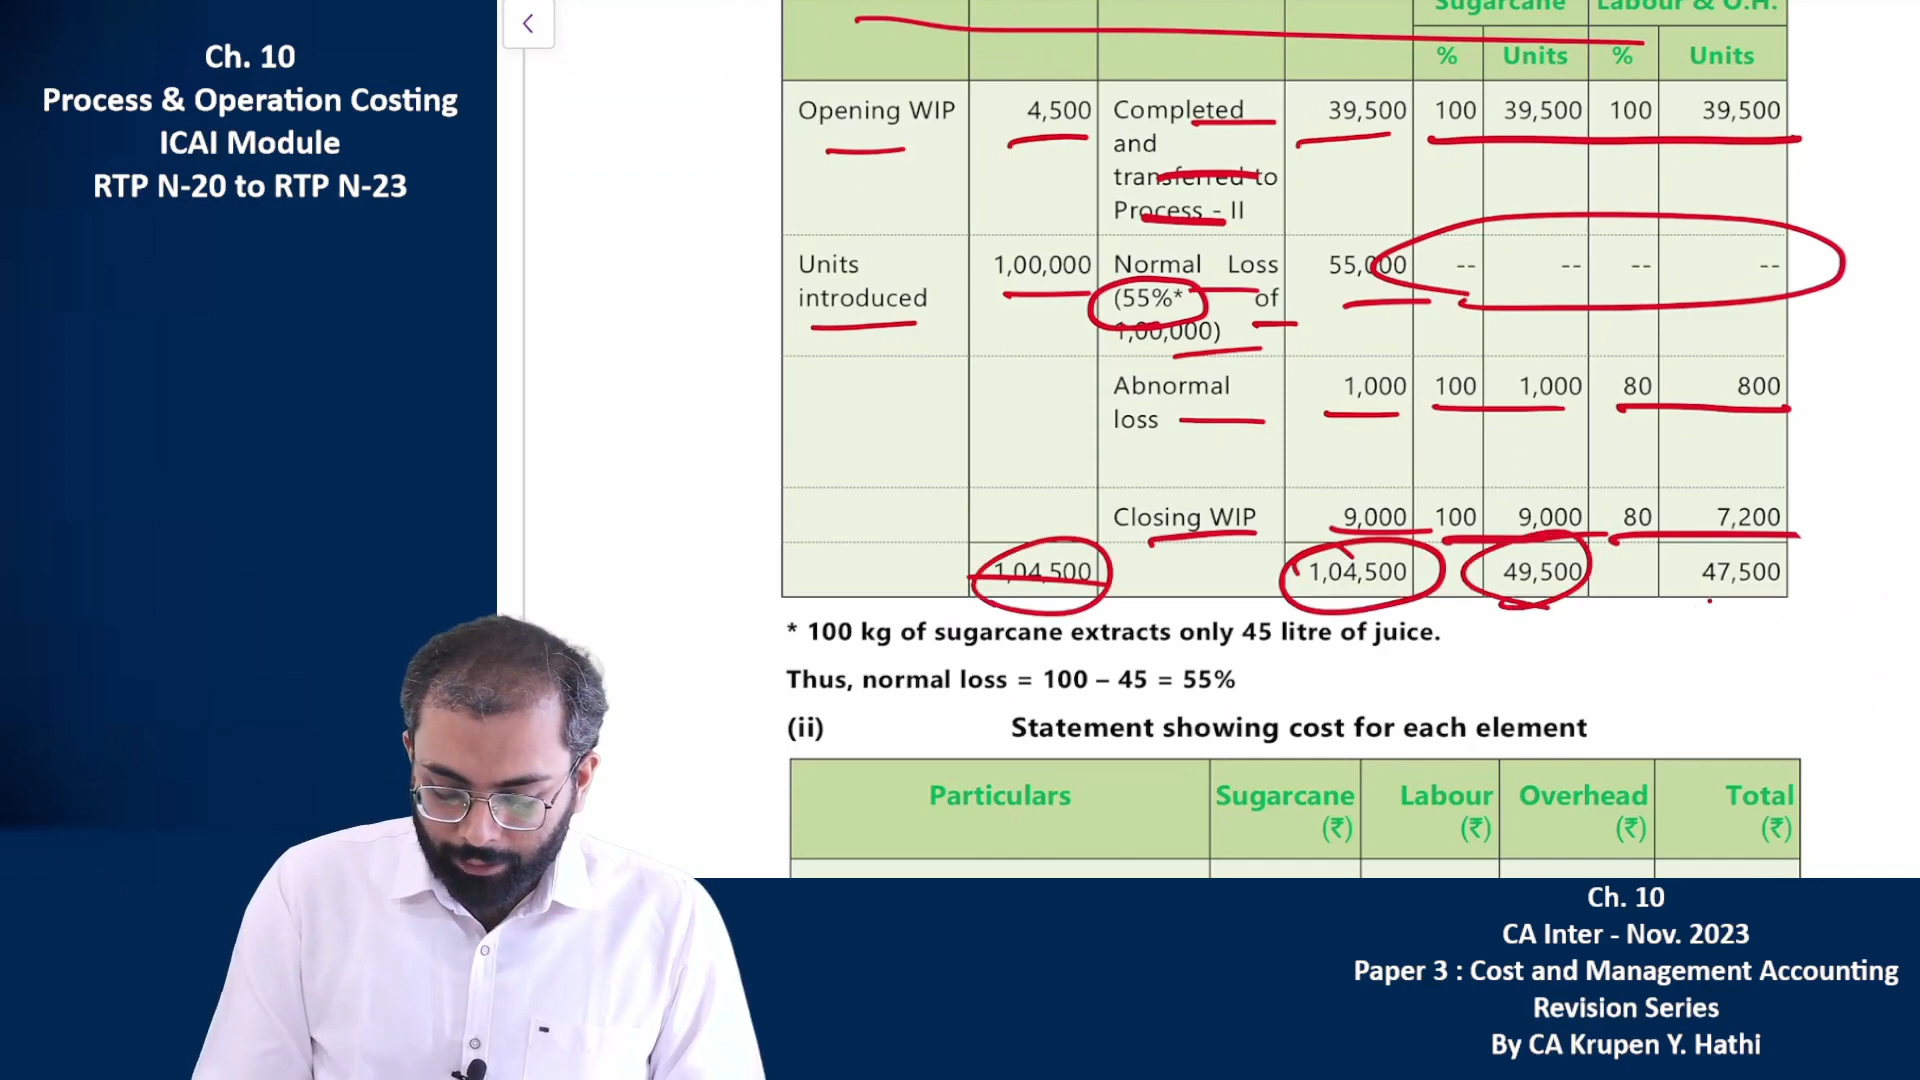 Ch. 10
Process & Operation Costing
ICAI Module
RTP N-20 to RTP N-23
Sugarcane Labour & O.H.
% Units % Units
Opening WIP 4,500 Completed 39,500 100 39,500 100 39,500
and
transferred to
Process - II
Units 1,00,000 Normal Loss 55,000 -- -- -- --
introduced (55%* of
1,00,000)
Abnormal 1,000 100 1,000 80 800
loss
Closing WIP 9,000 100 9,000 80 7,200
1,04,500 1,04,500 49,500 47,500
* 100 kg of sugarcane extracts only 45 litre of juice.
Thus, normal loss = 100 – 45 = 55%
(ii) Statement showing cost for each element
Particulars Sugarcane Labour Overhead Total
(₹) (₹) (₹) (₹)
Ch. 10
CA Inter - Nov. 2023
Paper 3 : Cost and Management Accounting
Revision Series
By CA Krupen Y. Hathi